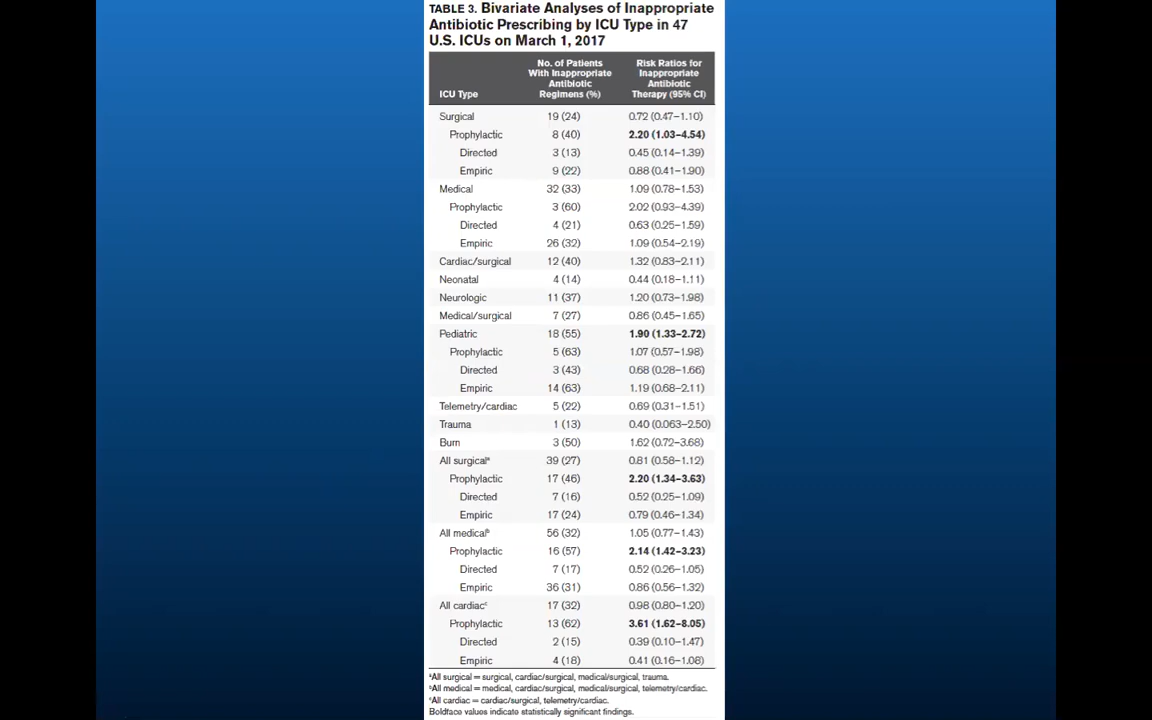 TABLE 3. Bivariate Analyses of Inappropriate
Antibiotic Prescribing by ICU Type in 47
U.S. ICUs on March 1, 2017
ICU Type No. of Patients With Inappropriate Antibiotic Regimens (%) Risk Ratios for Inappropriate Antibiotic Therapy (95% CI)
Surgical 19 (24) 0.72 (0.47–1.10)
Prophylactic 8 (40) 2.20 (1.03–4.54)
Directed 3 (13) 0.45 (0.14–1.39)
Empiric 9 (22) 0.88 (0.41–1.90)
Medical 32 (33) 1.09 (0.78–1.53)
Prophylactic 3 (60) 2.02 (0.93–4.39)
Directed 4 (21) 0.63 (0.25–1.59)
Empiric 26 (32) 1.09 (0.54–2.19)
Cardiac/surgical 12 (40) 1.32 (0.83–2.11)
Neonatal 4 (14) 0.44 (0.18–1.11)
Neurologic 11 (37) 1.20 (0.73–1.98)
Medical/surgical 7 (27) 0.86 (0.45–1.65)
Pediatric 18 (55) 1.90 (1.33–2.72)
Prophylactic 5 (63) 1.07 (0.57–1.98)
Directed 3 (43) 0.68 (0.28–1.66)
Empiric 14 (63) 1.19 (0.68–2.11)
Telemetry/cardiac 5 (22) 0.69 (0.31–1.51)
Trauma 1 (13) 0.40 (0.063–2.50)
Burn 3 (50) 1.62 (0.72–3.68)
All surgicalᵃ 39 (27) 0.81 (0.58–1.12)
Prophylactic 17 (46) 2.20 (1.34–3.63)
Directed 7 (16) 0.52 (0.25–1.09)
Empiric 17 (24) 0.79 (0.46–1.34)
All medicalᵇ 56 (32) 1.05 (0.77–1.43)
Prophylactic 16 (57) 2.14 (1.42–3.23)
Directed 7 (17) 0.52 (0.26–1.05)
Empiric 36 (31) 0.86 (0.56–1.32)
All cardiacᶜ 17 (32) 0.98 (0.80–1.20)
Prophylactic 13 (62) 3.61 (1.62–8.05)
Directed 2 (15) 0.39 (0.10–1.47)
Empiric 4 (18) 0.41 (0.16–1.08)
ᵃAll surgical = surgical, cardiac/surgical, medical/surgical, trauma.
ᵇAll medical = medical, cardiac/surgical, medical/surgical, telemetry/cardiac.
ᶜAll cardiac = cardiac/surgical, telemetry/cardiac.
Boldface values indicate statistically significant findings.